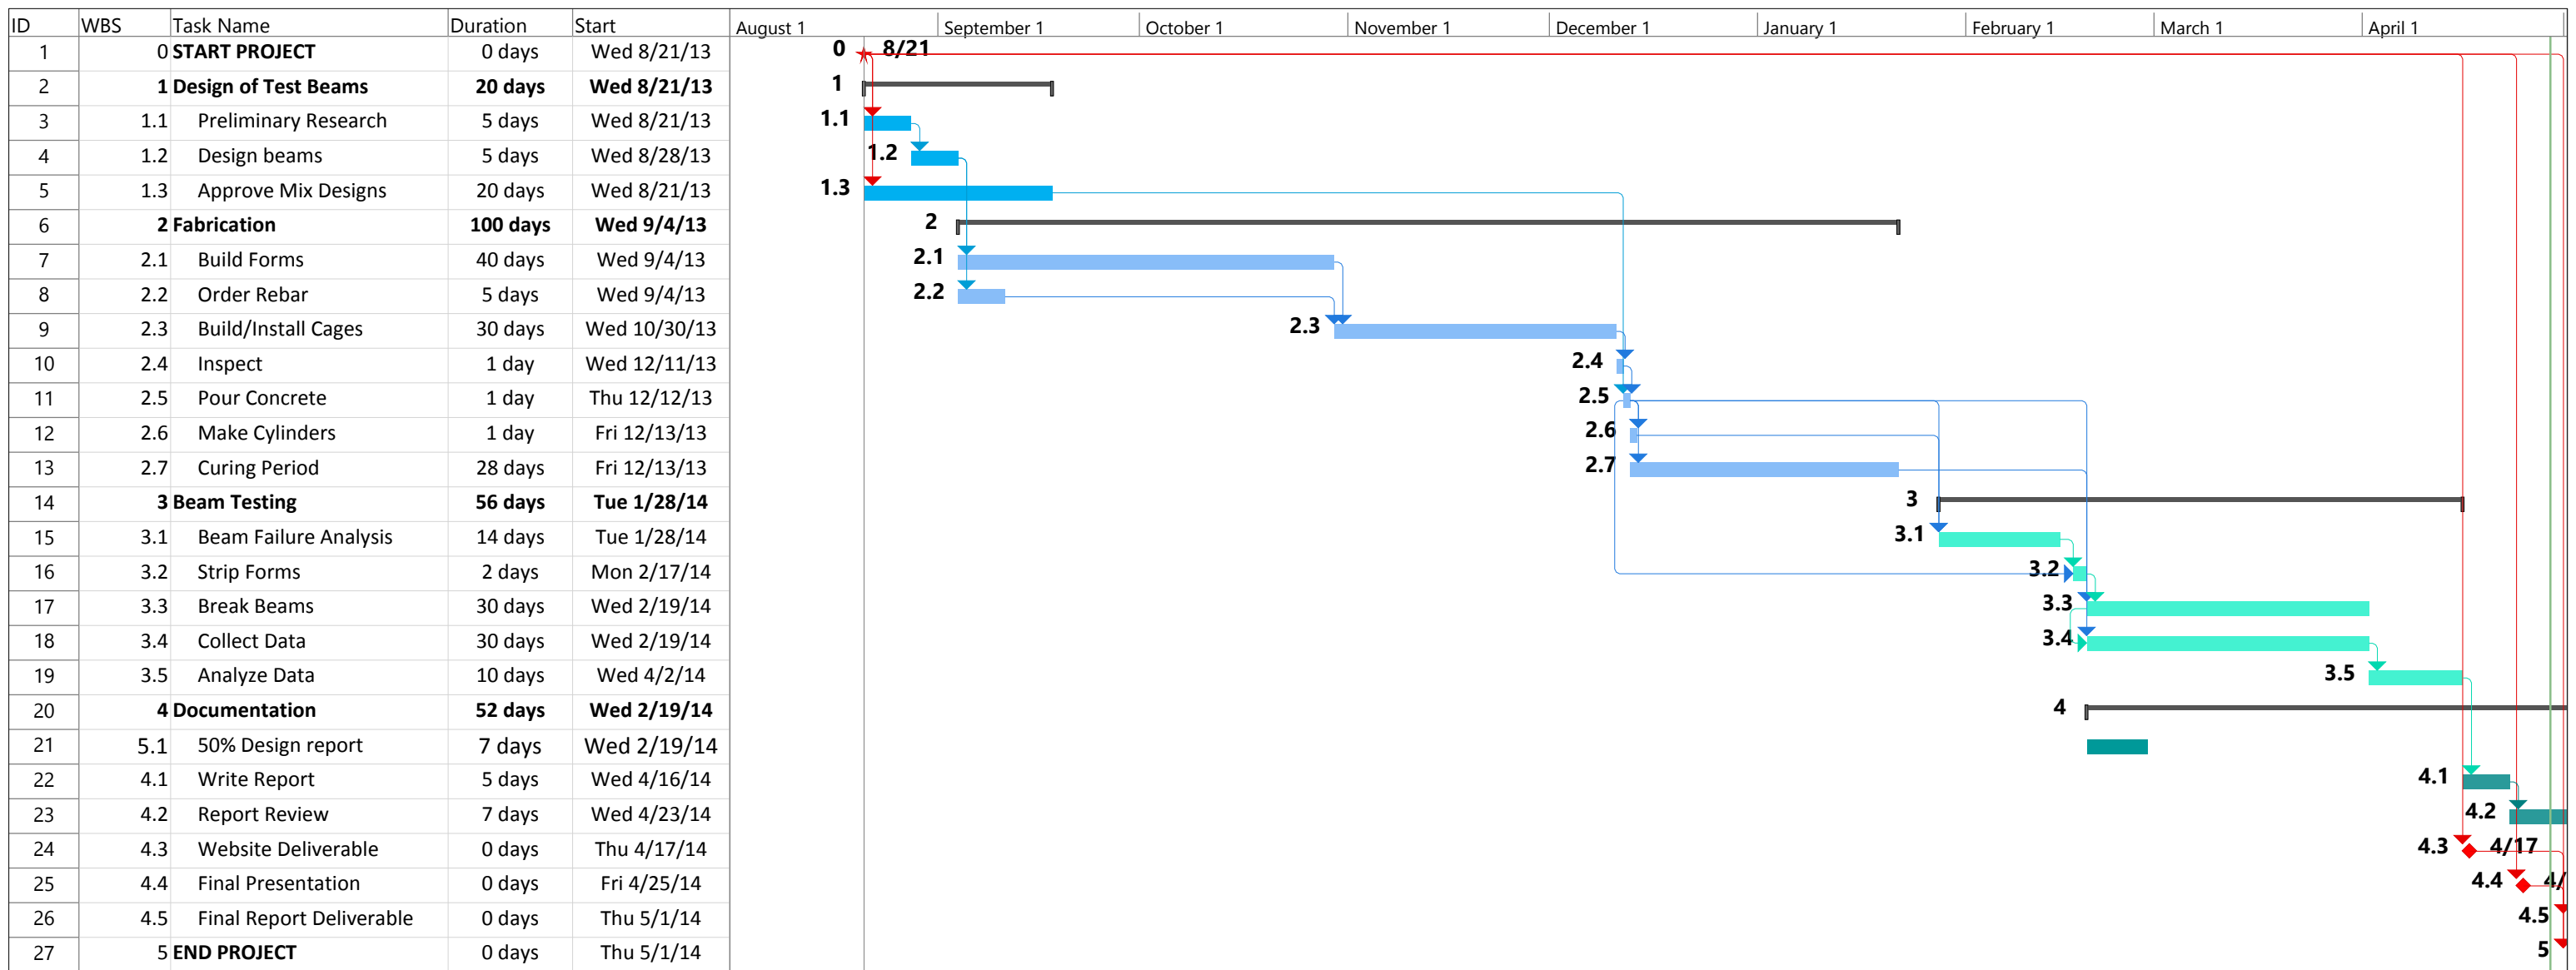 ID WBS Task Name Duration Start August 1 September 1 October 1 November 1 December 1 January 1 February 1 March 1 April 1
1 0 START PROJECT 0 days Wed 8/21/13 0 8/21
2 1 Design of Test Beams 20 days Wed 8/21/13 1
3 1.1 Preliminary Research 5 days Wed 8/21/13 1.1
4 1.2 Design beams 5 days Wed 8/28/13 1.2
5 1.3 Approve Mix Designs 20 days Wed 8/21/13 1.3
6 2 Fabrication 100 days Wed 9/4/13 2
7 2.1 Build Forms 40 days Wed 9/4/13 2.1
8 2.2 Order Rebar 5 days Wed 9/4/13 2.2
9 2.3 Build/Install Cages 30 days Wed 10/30/13 2.3
10 2.4 Inspect 1 day Wed 12/11/13 2.4
11 2.5 Pour Concrete 1 day Thu 12/12/13 2.5
12 2.6 Make Cylinders 1 day Fri 12/13/13 2.6
13 2.7 Curing Period 28 days Fri 12/13/13 2.7
14 3 Beam Testing 56 days Tue 1/28/14 3
15 3.1 Beam Failure Analysis 14 days Tue 1/28/14 3.1
16 3.2 Strip Forms 2 days Mon 2/17/14 3.2
17 3.3 Break Beams 30 days Wed 2/19/14 3.3
18 3.4 Collect Data 30 days Wed 2/19/14 3.4
19 3.5 Analyze Data 10 days Wed 4/2/14 3.5
20 4 Documentation 52 days Wed 2/19/14 4
21 5.1 50% Design report 7 days Wed 2/19/14
22 4.1 Write Report 5 days Wed 4/16/14 4.1
23 4.2 Report Review 7 days Wed 4/23/14 4.2
24 4.3 Website Deliverable 0 days Thu 4/17/14 4.3 4/17
25 4.4 Final Presentation 0 days Fri 4/25/14 4.4 4/
26 4.5 Final Report Deliverable 0 days Thu 5/1/14 4.5
27 5 END PROJECT 0 days Thu 5/1/14 5